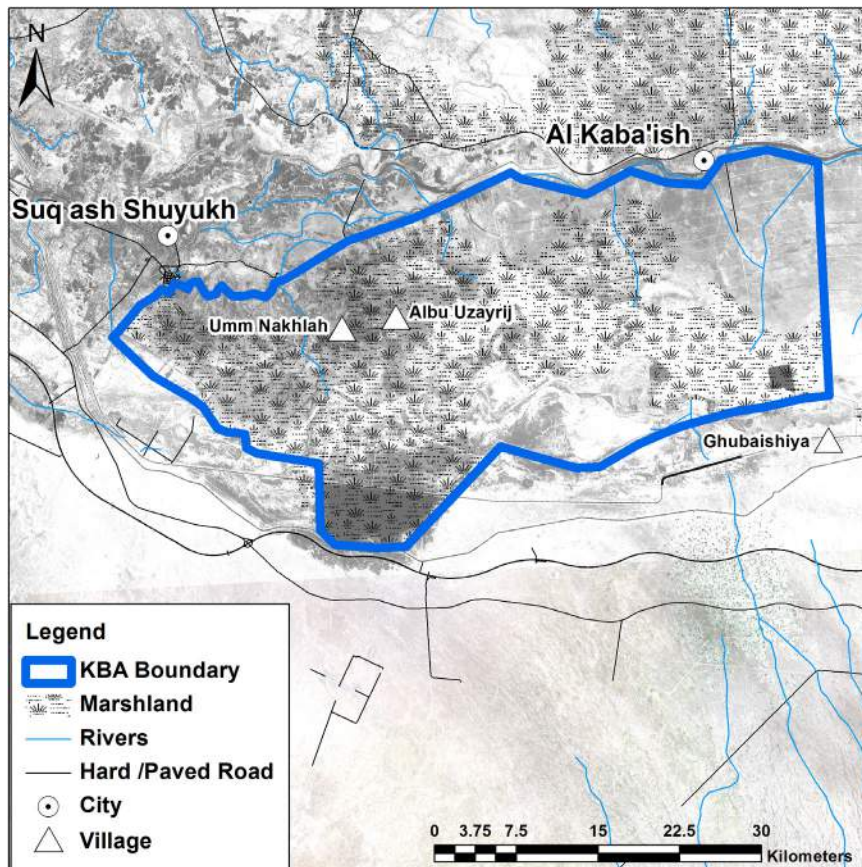 N
Al Kaba'ish
Suq ash Shuyukh
Albu Uzayrij
Umm Nakhlah
Ghubaishiya
Legend
KBA Boundary
Marshland
Rivers
Hard /Paved Road
City
Village
0 3.75 7.5 15 22.5 30
Kilometers